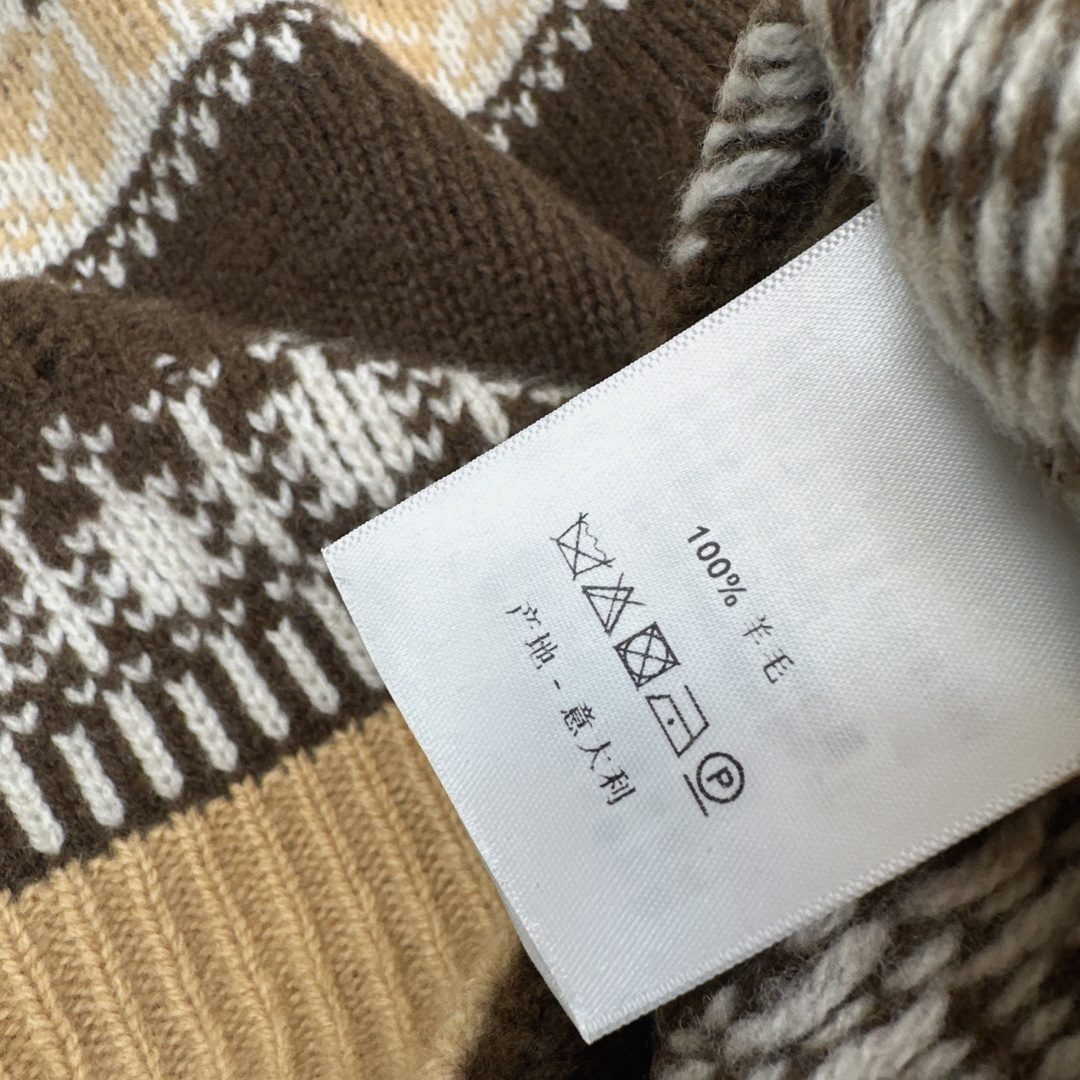 100% 羊毛
P
产地 - 意大利